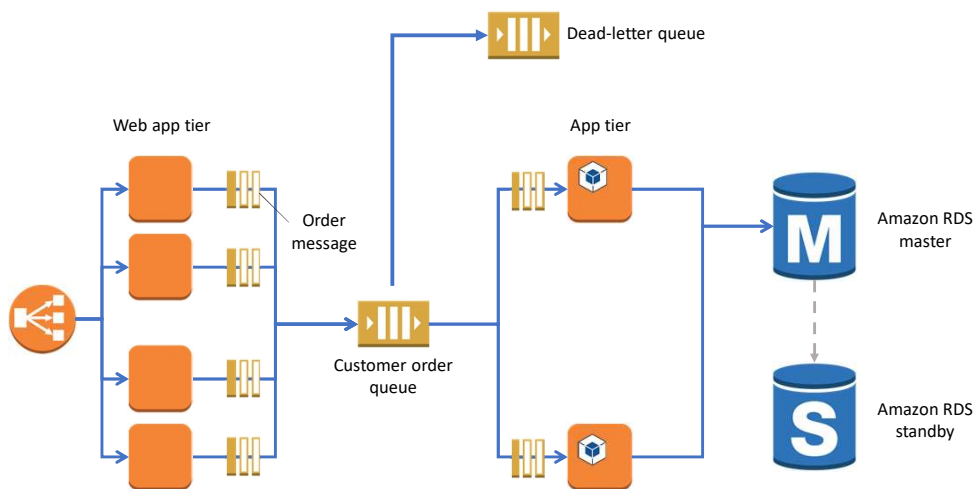 Dead-letter queue
Web app tier
App tier
Order
message
Amazon RDS
master
M
Customer order
queue
Amazon RDS
standby
S